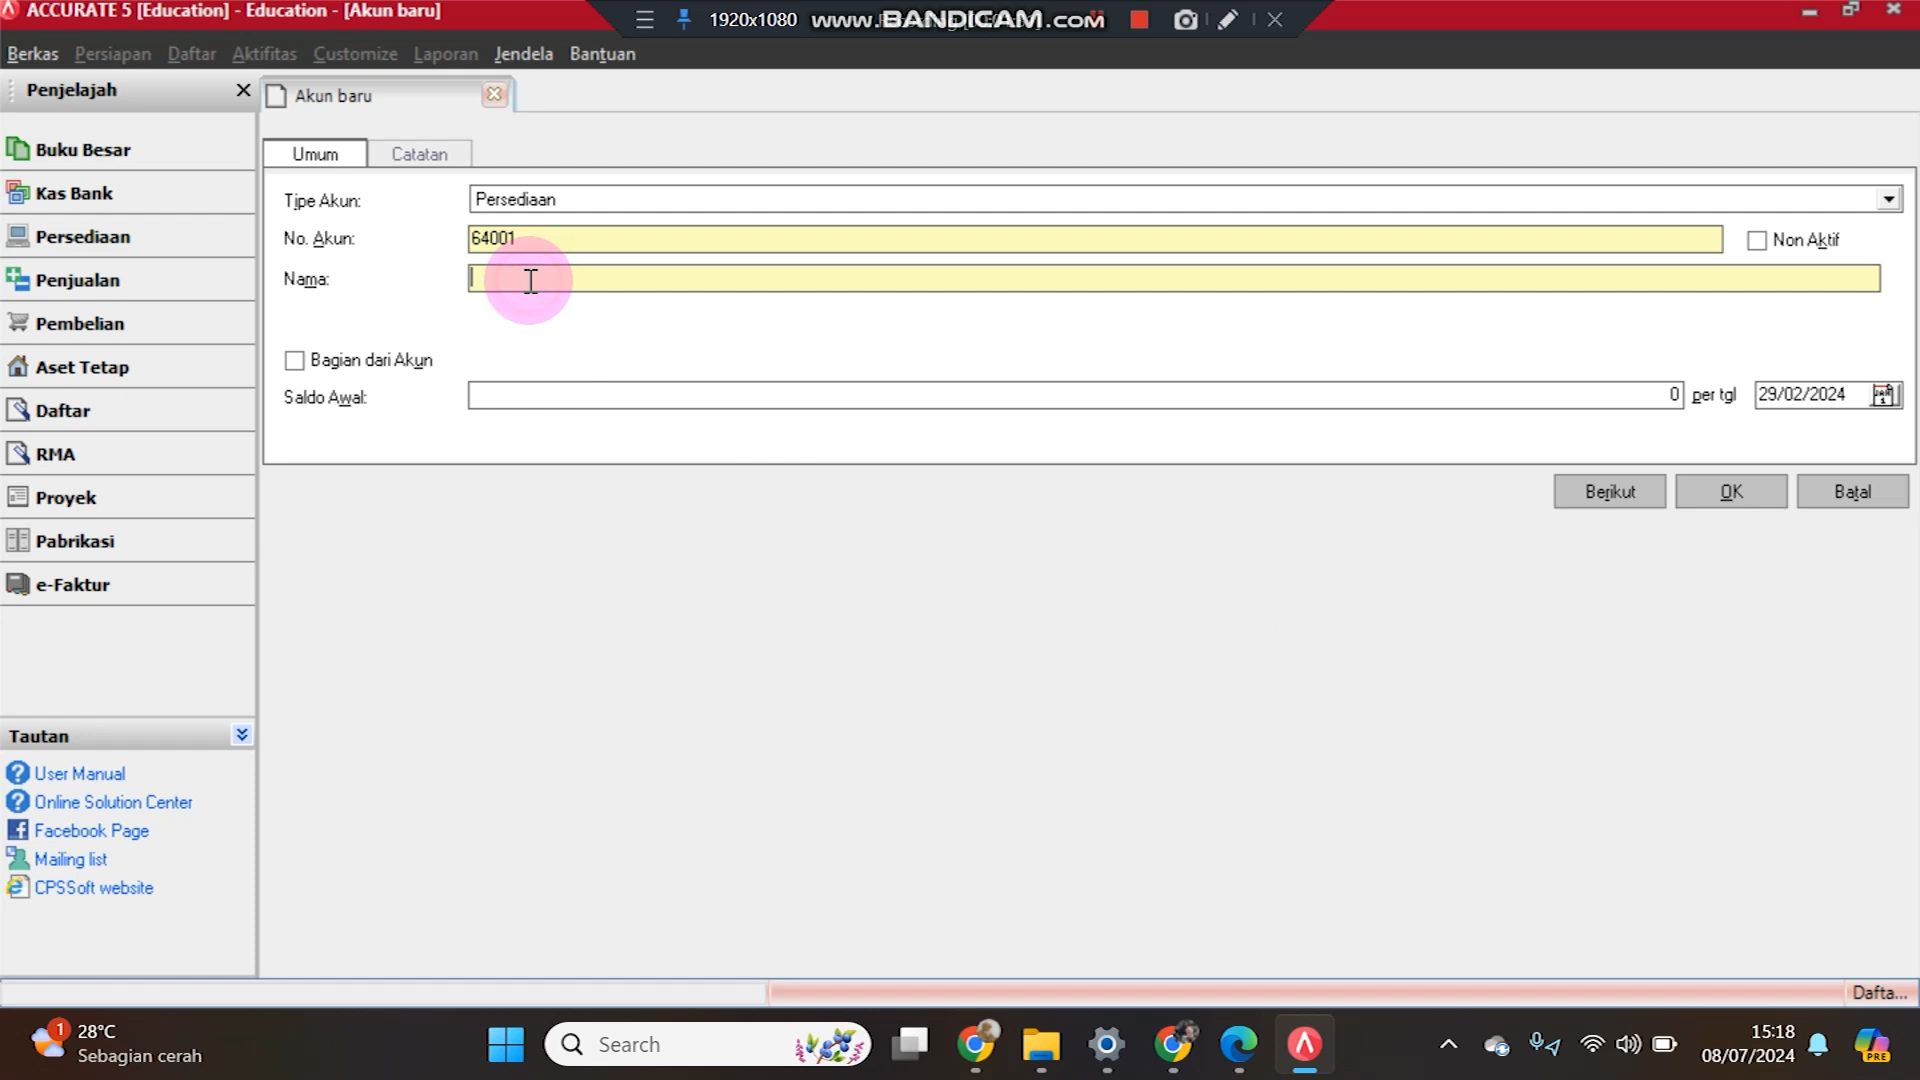 ACCURATE 5 [Education] - Education - [Akun baru]
1920x1080
www.BANDICAM.com
Berkas Persiapan Daftar Aktifitas Customize Laporan Jendela Bantuan
Penjelajah
Akun baru
Buku Besar
Kas Bank
Persediaan
Penjualan
Pembelian
Aset Tetap
Daftar
RMA
Proyek
Pabrikasi
e-Faktur
Umum Catatan
Tipe Akun: Persediaan
No. Akun: 64001 Non Aktif
Nama:
Bagian dari Akun
Saldo Awal: 0 per tgl 29/02/2024
Berikut OK Batal
Tautan
User Manual
Online Solution Center
Facebook Page
Mailing list
CPSSoft website
Dafta...
1
28°C
Sebagian cerah
Search
PRE
15:18
08/07/2024